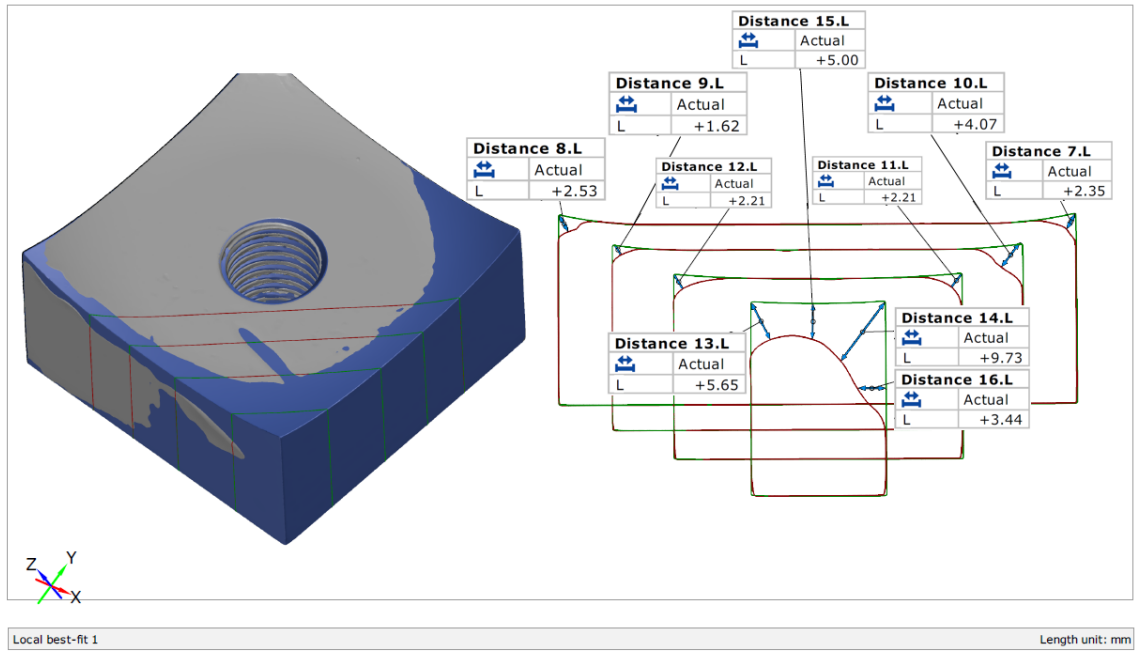 Distance 15.L
Actual
L +5.00
Distance 9.L
Actual
L +1.62
Distance 10.L
Actual
L +4.07
Distance 8.L
Actual
L +2.53
Distance 12.L
Actual
L +2.21
Distance 11.L
Actual
L +2.21
Distance 7.L
Actual
L +2.35
Distance 14.L
Actual
L +9.73
Distance 13.L
Actual
L +5.65
Distance 16.L
Actual
L +3.44
Z
Y
X
Local best-fit 1
Length unit: mm